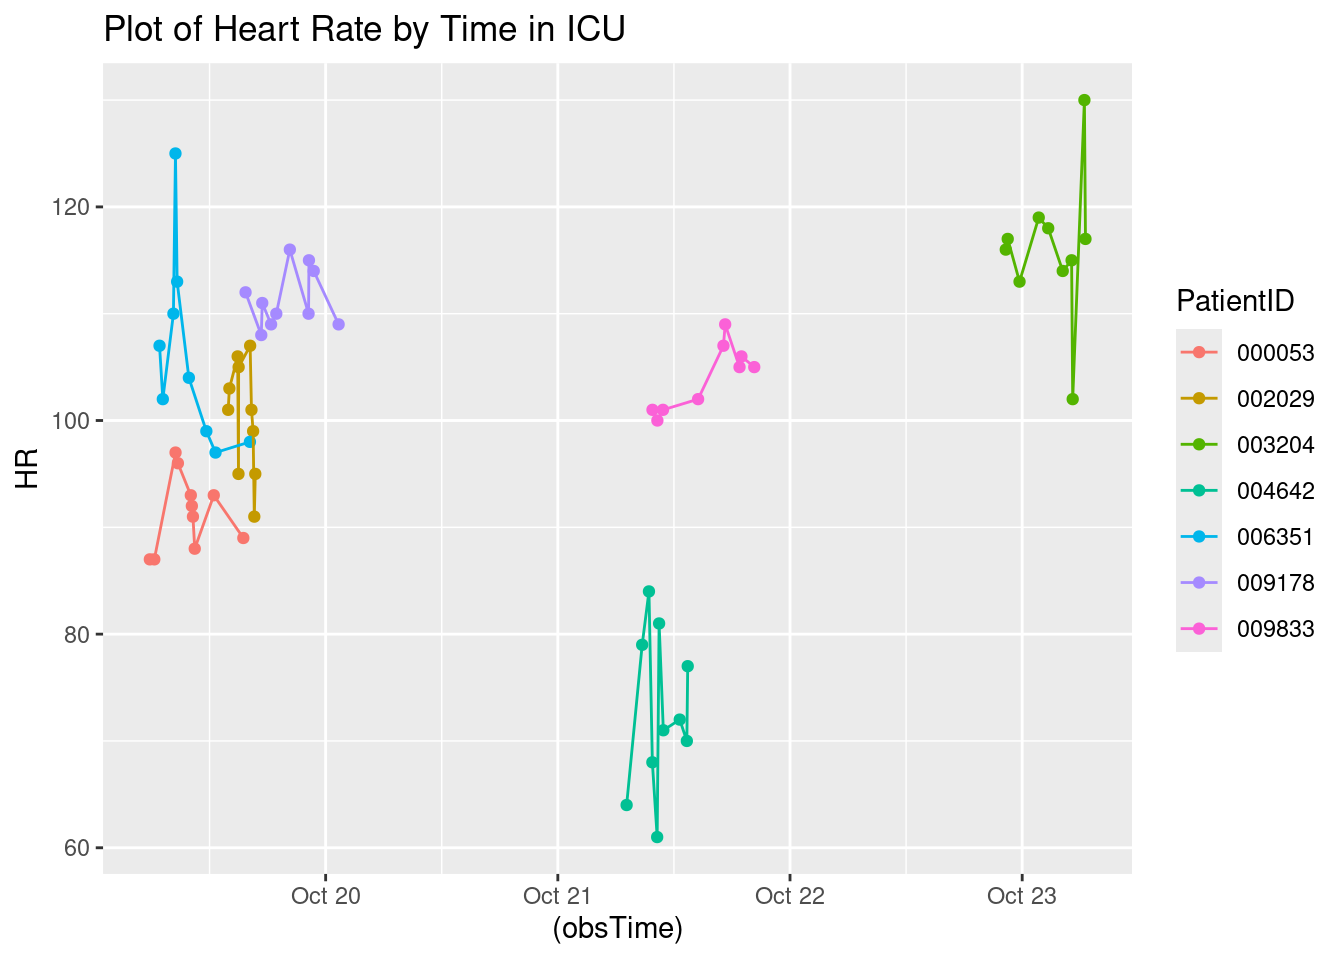 Plot of Heart Rate by Time in ICU
HR
120
100
80
60
Oct 20
Oct 21
Oct 22
Oct 23
(obsTime)
PatientID
000053
002029
003204
004642
006351
009178
009833